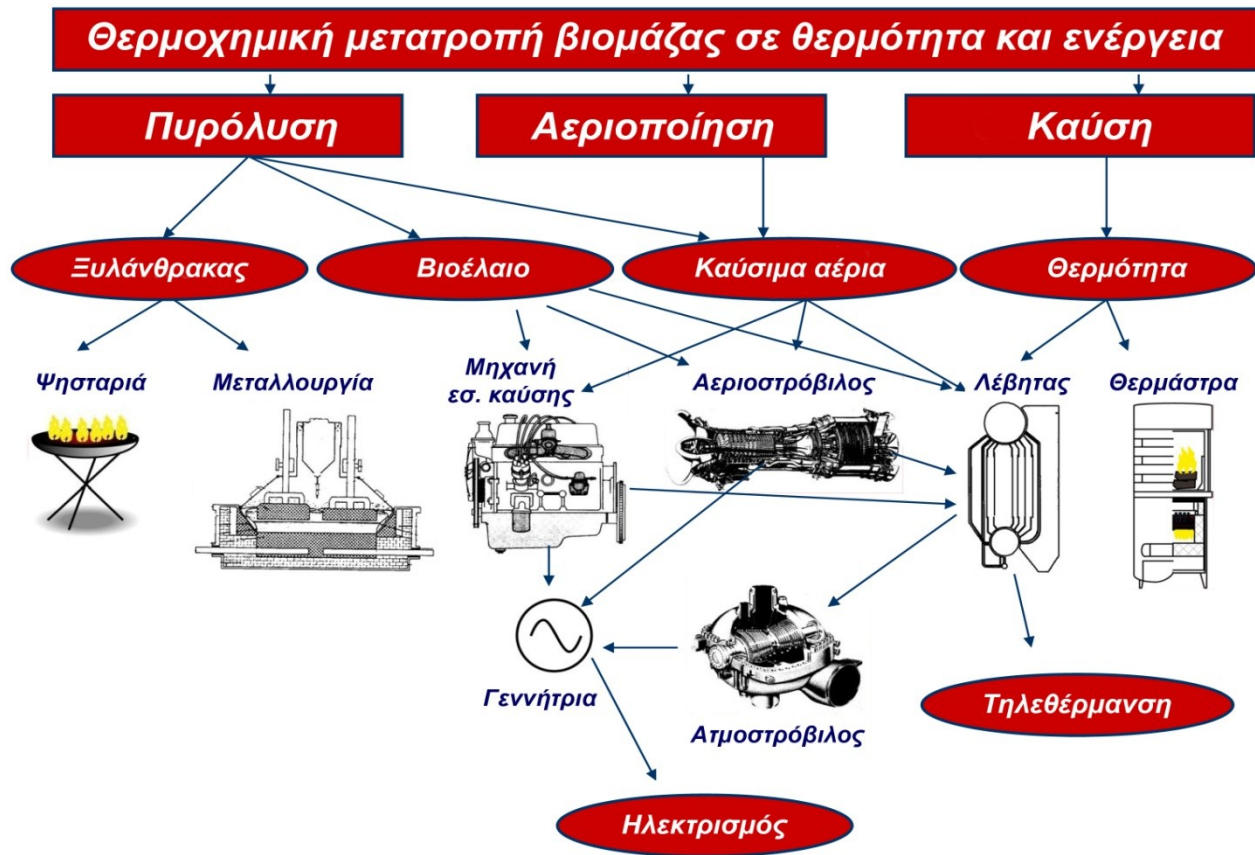 Θερμοχημική μετατροπή βιομάζας σε θερμότητα και ενέργεια
Πυρόλυση
Αεριοποίηση
Καύση
Ξυλάνθρακας
Βιοέλαιο
Καύσιμα αέρια
Θερμότητα
Ψησταριά
Μεταλλουργία
Μηχανή
εσ. καύσης
Αεριοστρόβιλος
Λέβητας
Θερμάστρα
Γεννήτρια
Ατμοστρόβιλος
Τηλεθέρμανση
Ηλεκτρισμός